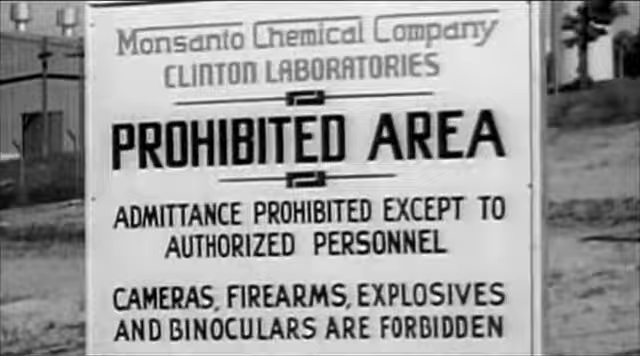 Monsanto Chemical Company
CLINTON LABORATORIES
PROHIBITED AREA
ADMITTANCE PROHIBITED EXCEPT TO
AUTHORIZED PERSONNEL
CAMERAS, FIREARMS, EXPLOSIVES
AND BINOCULARS ARE FORBIDDEN